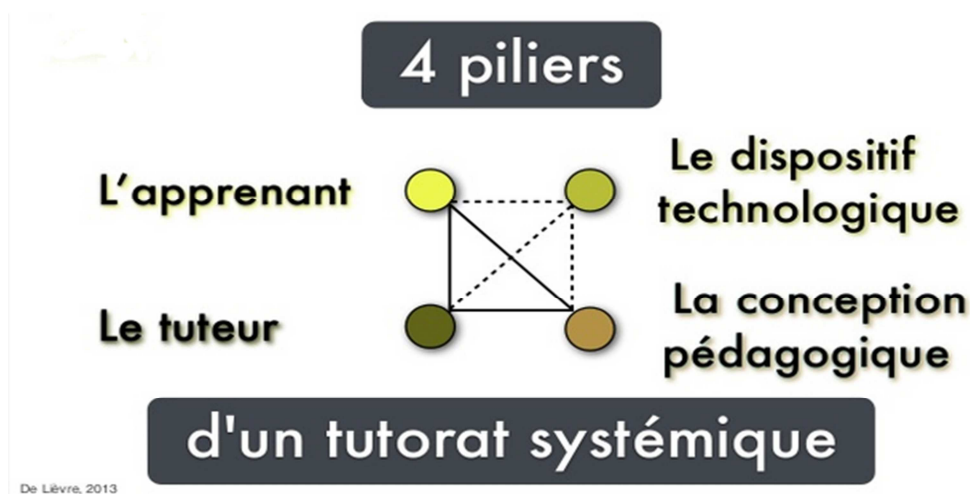 4 piliers
L'apprenant
Le dispositif
technologique
Le tuteur
La conception
pédagogique
d'un tutorat systémique
De Lièvre, 2013